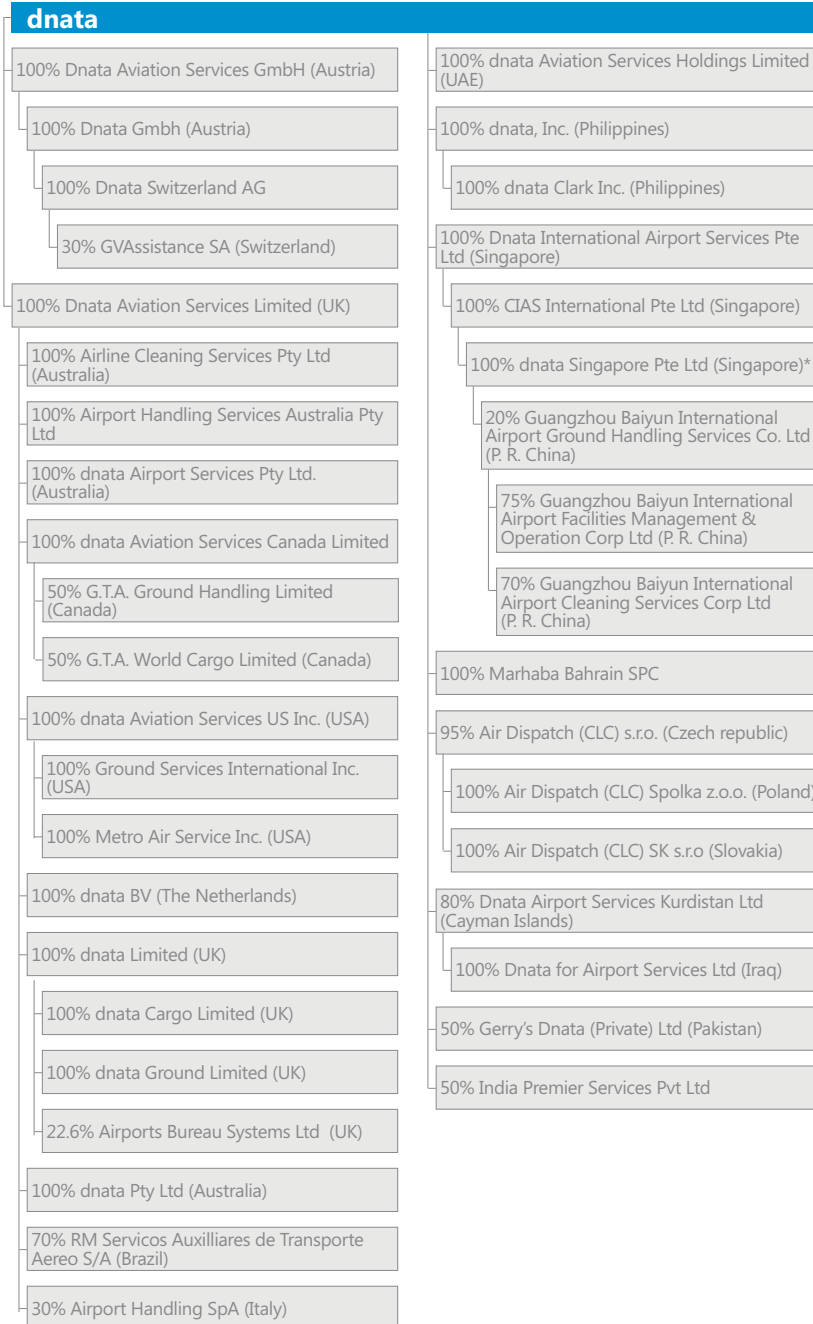 dnata
100% Dnata Aviation Services GmbH (Austria)
100% Dnata Gmbh (Austria)
100% Dnata Switzerland AG
30% GVAssistance SA (Switzerland)
100% Dnata Aviation Services Limited (UK)
100% Airline Cleaning Services Pty Ltd
(Australia)
100% Airport Handling Services Australia Pty
Ltd
100% dnata Airport Services Pty Ltd.
(Australia)
100% dnata Aviation Services Canada Limited
50% G.T.A. Ground Handling Limited
(Canada)
50% G.T.A. World Cargo Limited (Canada)
100% dnata Aviation Services US Inc. (USA)
100% Ground Services International Inc.
(USA)
100% Metro Air Service Inc. (USA)
100% dnata BV (The Netherlands)
100% dnata Limited (UK)
100% dnata Cargo Limited (UK)
100% dnata Ground Limited (UK)
22.6% Airports Bureau Systems Ltd (UK)
100% dnata Pty Ltd (Australia)
70% RM Servicos Auxilliares de Transporte
Aereo S/A (Brazil)
30% Airport Handling SpA (Italy)
100% dnata Aviation Services Holdings Limited
(UAE)
100% dnata, Inc. (Philippines)
100% dnata Clark Inc. (Philippines)
100% Dnata International Airport Services Pte
Ltd (Singapore)
100% CIAS International Pte Ltd (Singapore)
100% dnata Singapore Pte Ltd (Singapore)*
20% Guangzhou Baiyun International
Airport Ground Handling Services Co. Ltd
(P. R. China)
75% Guangzhou Baiyun International
Airport Facilities Management &
Operation Corp Ltd (P. R. China)
70% Guangzhou Baiyun International
Airport Cleaning Services Corp Ltd
(P. R. China)
100% Marhaba Bahrain SPC
95% Air Dispatch (CLC) s.r.o. (Czech republic)
100% Air Dispatch (CLC) Spolka z.o.o. (Poland)
100% Air Dispatch (CLC) SK s.r.o (Slovakia)
80% Dnata Airport Services Kurdistan Ltd
(Cayman Islands)
100% Dnata for Airport Services Ltd (Iraq)
50% Gerry's Dnata (Private) Ltd (Pakistan)
50% India Premier Services Pvt Ltd